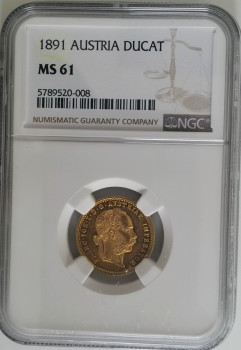 1891 AUSTRIA DUCAT
MS 61
5789520-008
NUMISMATIC GUARANTY COMPANY
NGC